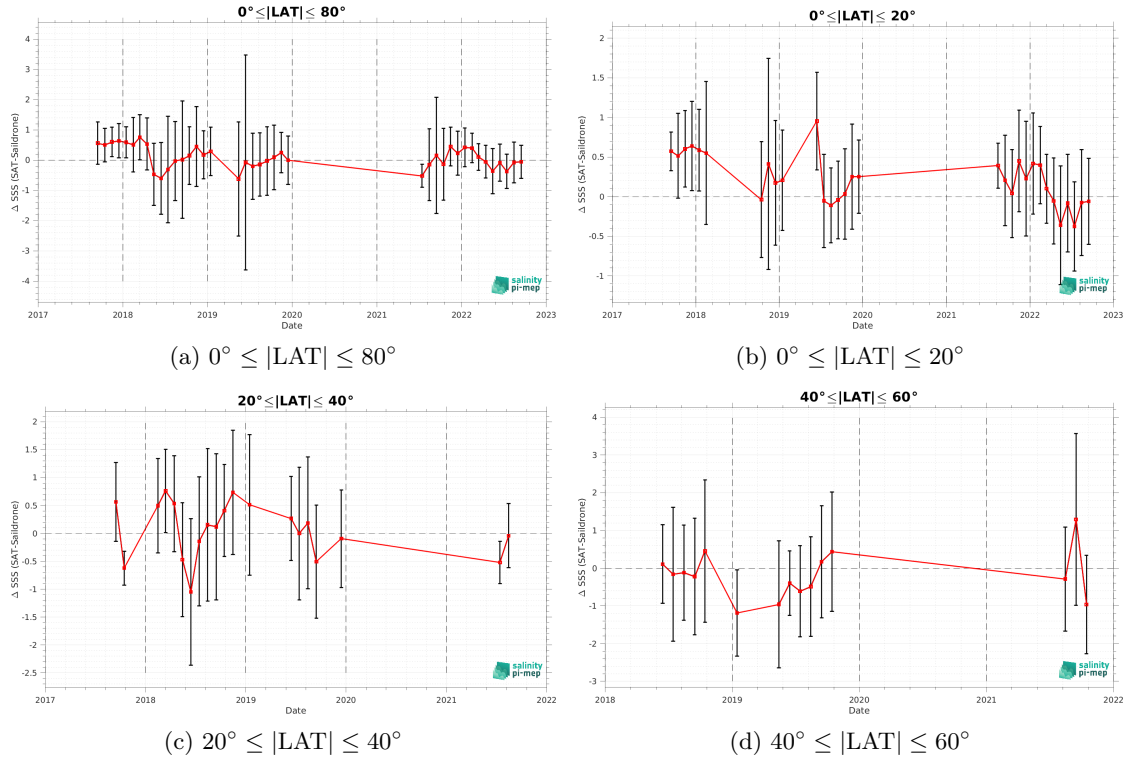 0°≤|LAT|≤ 80°
4
3
2
1
0
-1
-2
-3
-4
Δ SSS (SAT-Saildrone)
2017 2018 2019 2020 2021 2022 2023
Date
salinity
pi-mep
(a) 0° ≤ |LAT| ≤ 80°
0°≤|LAT|≤ 20°
2
1.5
1
0.5
0
-0.5
-1
Δ SSS (SAT-Saildrone)
2017 2018 2019 2020 2021 2022 2023
Date
salinity
pi-mep
(b) 0° ≤ |LAT| ≤ 20°
20°≤|LAT|≤ 40°
2
1.5
1
0.5
0
-0.5
-1
-1.5
-2
-2.5
Δ SSS (SAT-Saildrone)
2017 2018 2019 2020 2021 2022
Date
salinity
pi-mep
(c) 20° ≤ |LAT| ≤ 40°
40°≤|LAT|≤ 60°
4
3
2
1
0
-1
-2
-3
Δ SSS (SAT-Saildrone)
2018 2019 2020 2021 2022
Date
salinity
pi-mep
(d) 40° ≤ |LAT| ≤ 60°